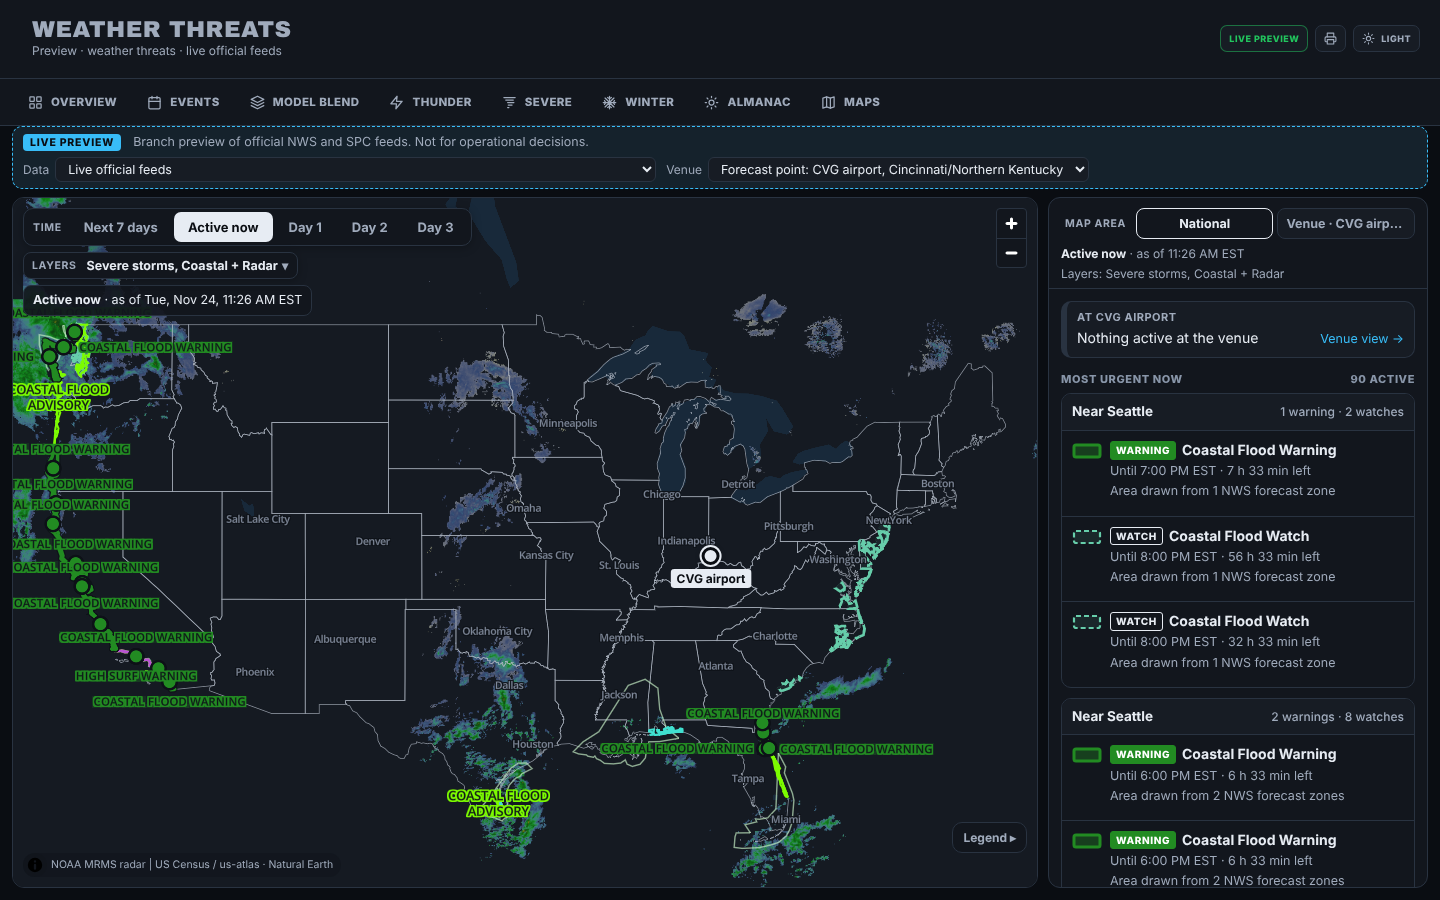 WEATHER THREATS
Preview · weather threats · live official feeds
LIVE PREVIEW
LIGHT
OVERVIEW
EVENTS
MODEL BLEND
THUNDER
SEVERE
WINTER
ALMANAC
MAPS
LIVE PREVIEW Branch preview of official NWS and SPC feeds. Not for operational decisions.
Data Live official feeds
Venue Forecast point: CVG airport, Cincinnati/Northern Kentucky
TIME Next 7 days Active now Day 1 Day 2 Day 3
LAYERS Severe storms, Coastal + Radar ▾
Active now · as of Tue, Nov 24, 11:26 AM EST
+
−
COASTAL FLOOD WARNING
ING
COASTAL FLOOD
ADVISORY
TAL FLOOD WARNING
TAL FLOOD WARNING
AL FLOOD WARNING
OASTAL FLOOD WARNING
OASTAL FLOOD WARNING
COASTAL FLOOD WARNING
COASTAL FLOOD WARNING
HIGH SURF WARNING
COASTAL FLOOD WARNING
Minneapolis
Chicago
Detroit
Boston
New York
Pittsburgh
Omaha
Salt Lake City
Denver
Kansas City
St. Louis
Indianapolis
Washington
CVG airport
Albuquerque
Oklahoma City
Memphis
Charlotte
Phoenix
Dallas
Atlanta
Jackson
COASTAL FLOOD WARNING
Houston
COASTAL FLOOD WARNING
COASTAL FLOOD WARNING
Tampa
COASTAL FLOOD
ADVISORY
Miami
Legend ▸
NOAA MRMS radar | US Census / us-atlas · Natural Earth
MAP AREA National Venue · CVG airp...
Active now · as of 11:26 AM EST
Layers: Severe storms, Coastal + Radar
AT CVG AIRPORT
Nothing active at the venue Venue view →
MOST URGENT NOW 90 ACTIVE
Near Seattle 1 warning · 2 watches
WARNING Coastal Flood Warning
Until 7:00 PM EST · 7 h 33 min left
Area drawn from 1 NWS forecast zone
WATCH Coastal Flood Watch
Until 8:00 PM EST · 56 h 33 min left
Area drawn from 1 NWS forecast zone
WATCH Coastal Flood Watch
Until 8:00 PM EST · 32 h 33 min left
Area drawn from 1 NWS forecast zone
Near Seattle 2 warnings · 8 watches
WARNING Coastal Flood Warning
Until 6:00 PM EST · 6 h 33 min left
Area drawn from 2 NWS forecast zones
WARNING Coastal Flood Warning
Until 6:00 PM EST · 6 h 33 min left
Area drawn from 2 NWS forecast zones